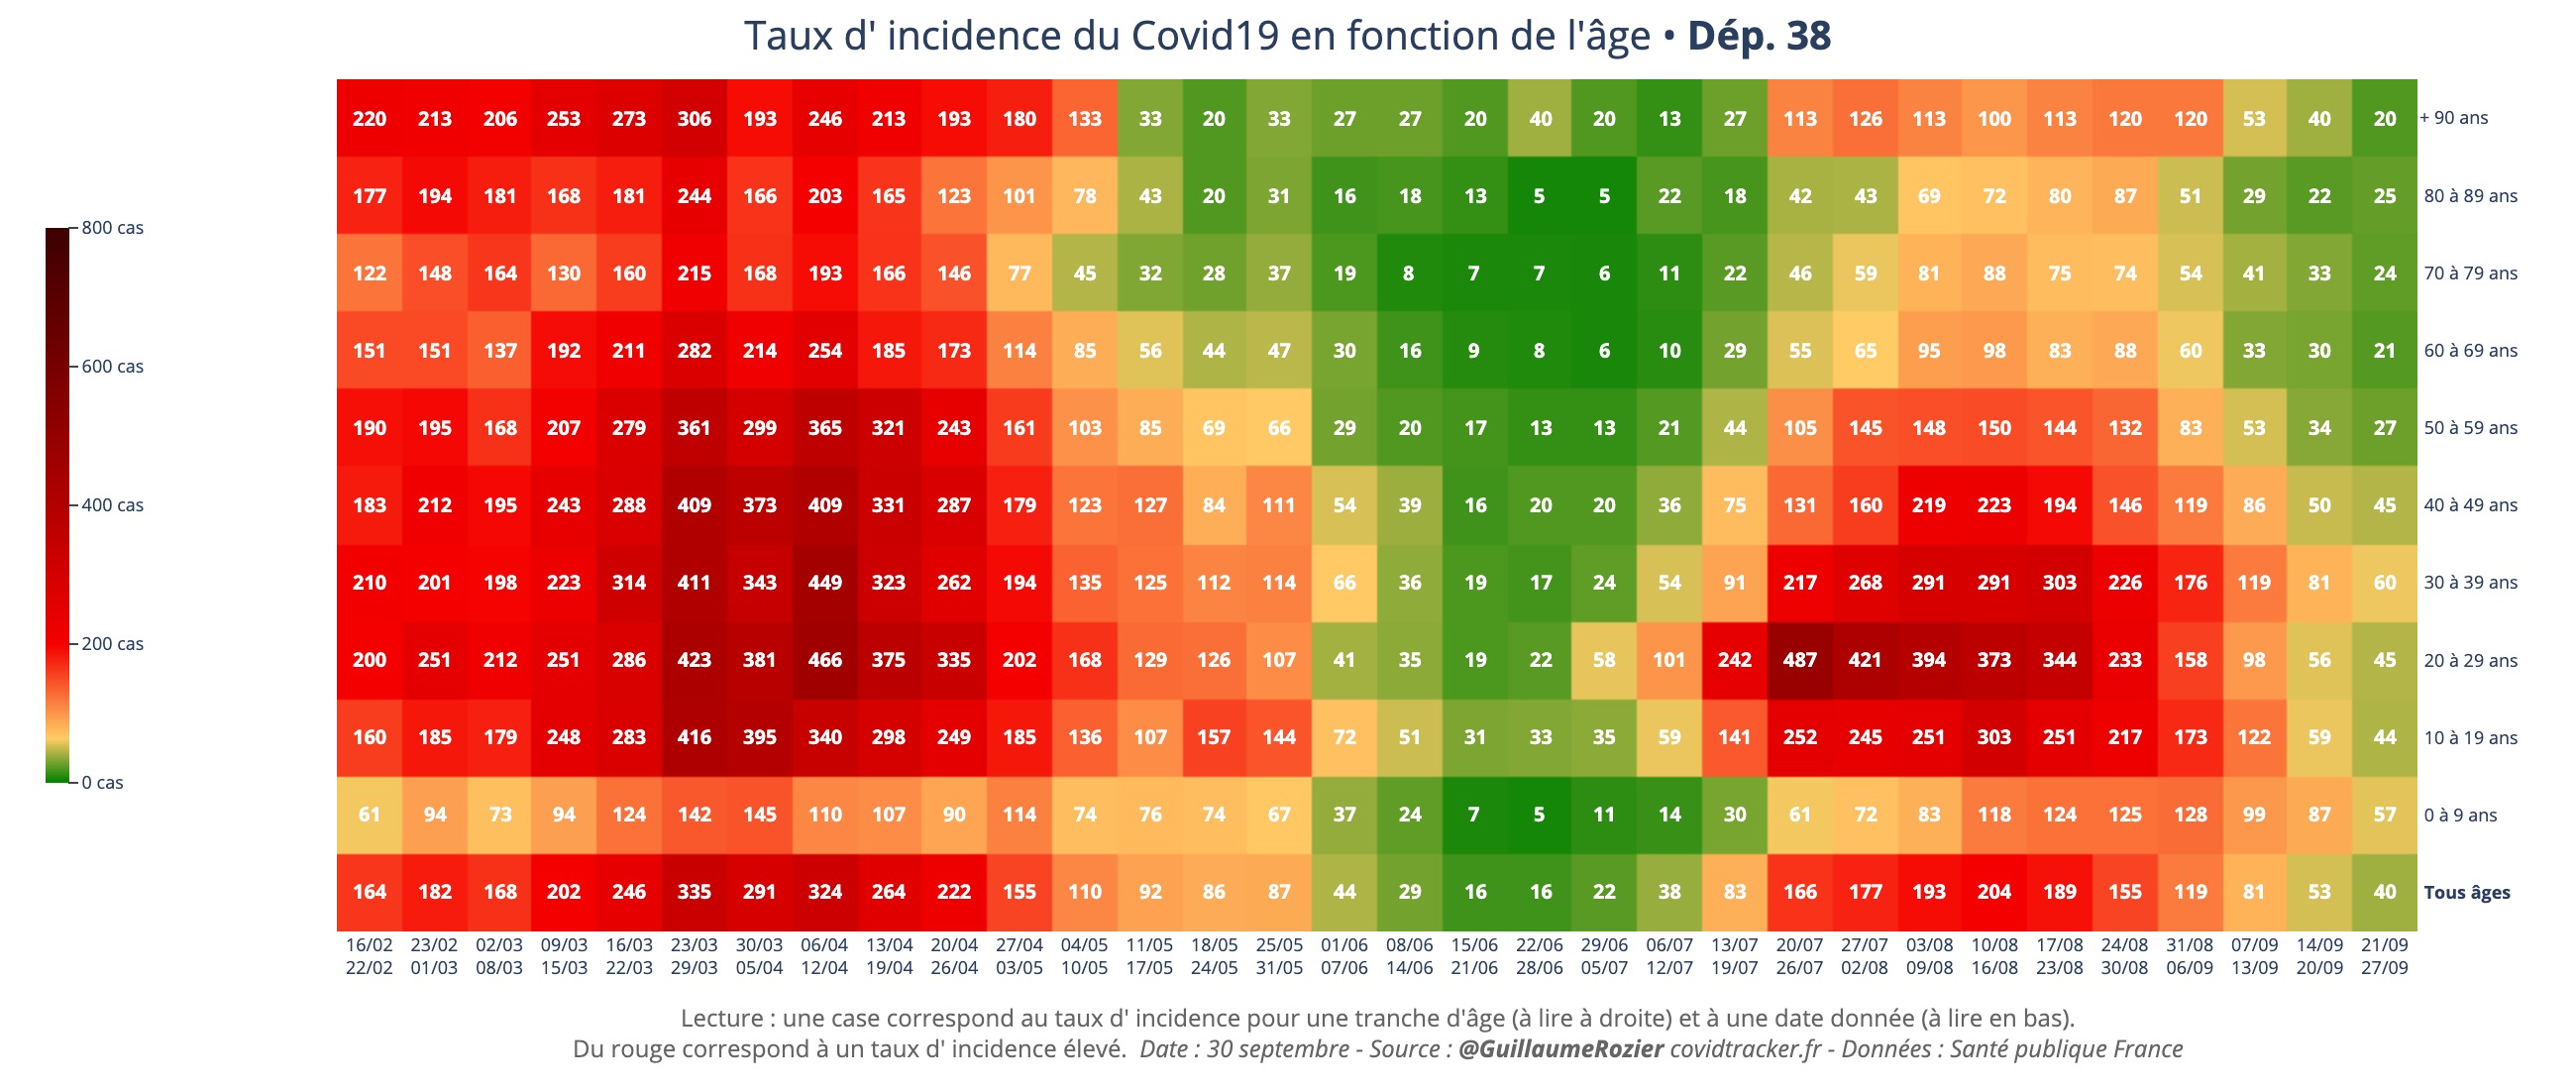 Taux d' incidence du Covid19 en fonction de l'âge • Dép. 38
800 cas
600 cas
400 cas
200 cas
0 cas
220 213 206 253 273 306 193 246 213 193 180 133 33 20 33 27 27 20 40 20 13 27 113 126 113 100 113 120 120 53 40 20 + 90 ans
177 194 181 168 181 244 166 203 165 123 101 78 43 20 31 16 18 13 5 5 22 18 42 43 69 72 80 87 51 29 22 25 80 à 89 ans
122 148 164 130 160 215 168 193 166 146 77 45 32 28 37 19 8 7 7 6 11 22 46 59 81 88 75 74 54 41 33 24 70 à 79 ans
151 151 137 192 211 282 214 254 185 173 114 85 56 44 47 30 16 9 8 6 10 29 55 65 95 98 83 88 60 33 30 21 60 à 69 ans
190 195 168 207 279 361 299 365 321 243 161 103 85 69 66 29 20 17 13 13 21 44 105 145 148 150 144 132 83 53 34 27 50 à 59 ans
183 212 195 243 288 409 373 409 331 287 179 123 127 84 111 54 39 16 20 20 36 75 131 160 219 223 194 146 119 86 50 45 40 à 49 ans
210 201 198 223 314 411 343 449 323 262 194 135 125 112 114 66 36 19 17 24 54 91 217 268 291 291 303 226 176 119 81 60 30 à 39 ans
200 251 212 251 286 423 381 466 375 335 202 168 129 126 107 41 35 19 22 58 101 242 487 421 394 373 344 233 158 98 56 45 20 à 29 ans
160 185 179 248 283 416 395 340 298 249 185 136 107 157 144 72 51 31 33 35 59 141 252 245 251 303 251 217 173 122 59 44 10 à 19 ans
61 94 73 94 124 142 145 110 107 90 114 74 76 74 67 37 24 7 5 11 14 30 61 72 83 118 124 125 128 99 87 57 0 à 9 ans
164 182 168 202 246 335 291 324 264 222 155 110 92 86 87 44 29 16 16 22 38 83 166 177 193 204 189 155 119 81 53 40 Tous âges
16/02 23/02 02/03 09/03 16/03 23/03 30/03 06/04 13/04 20/04 27/04 04/05 11/05 18/05 25/05 01/06 08/06 15/06 22/06 29/06 06/07 13/07 20/07 27/07 03/08 10/08 17/08 24/08 31/08 07/09 14/09 21/09
22/02 01/03 08/03 15/03 22/03 29/03 05/04 12/04 19/04 26/04 03/05 10/05 17/05 24/05 31/05 07/06 14/06 21/06 28/06 05/07 12/07 19/07 26/07 02/08 09/08 16/08 23/08 30/08 06/09 13/09 20/09 27/09
Lecture : une case correspond au taux d' incidence pour une tranche d'âge (à lire à droite) et à une date donnée (à lire en bas).
Du rouge correspond à un taux d' incidence élevé. Date : 30 septembre - Source : @GuillaumeRozier covidtracker.fr - Données : Santé publique France